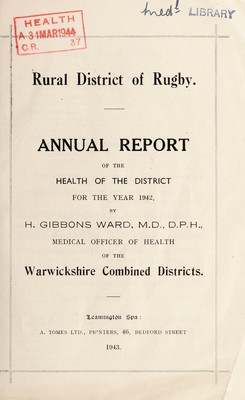 med! LIBRARY
HEALTH
A 31MAR1944
O.R. 37
Rural District of Rugby.
ANNUAL REPORT
OF THE
HEALTH OF THE DISTRICT
FOR THE YEAR 1942,
BY
H. GIBBONS WARD, M.D., D.P.H.,
MEDICAL OFFICER OF HEALTH
OF THE
Warwickshire Combined Districts.
Leamington Spa:
A. TOMES LTD., PRINTERS, 46, BEDFORD STREET
1943.